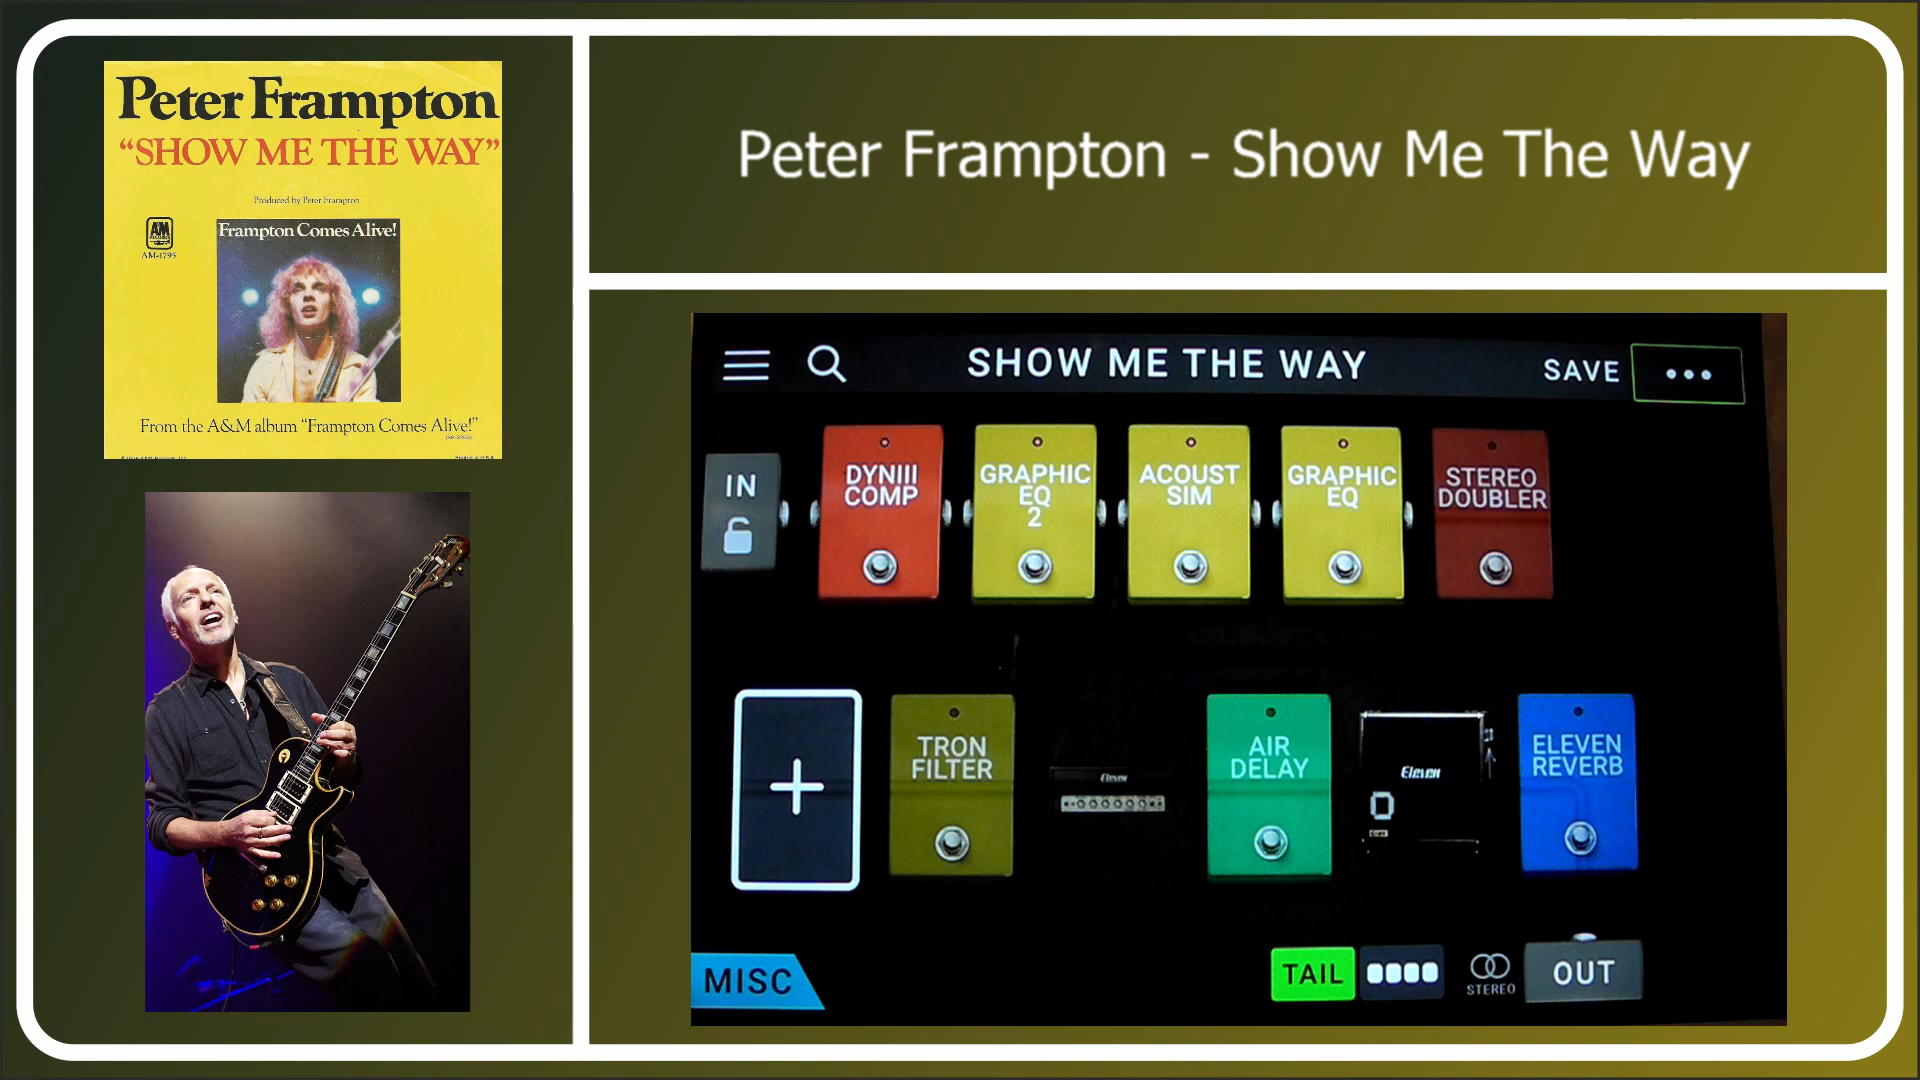 Peter Frampton
“SHOW ME THE WAY”
Produced by Peter Frampton
AM
AM-1795
Frampton Comes Alive!
From the A&M album “Frampton Comes Alive!”
Peter Frampton - Show Me The Way
SHOW ME THE WAY
SAVE
IN
DYNIII
COMP
GRAPHIC
EQ
2
ACOUST
SIM
GRAPHIC
EQ
STEREO
DOUBLER
TRON
FILTER
Eleven
AIR
DELAY
Eleven
ELEVEN
REVERB
MISC
TAIL
STEREO
OUT